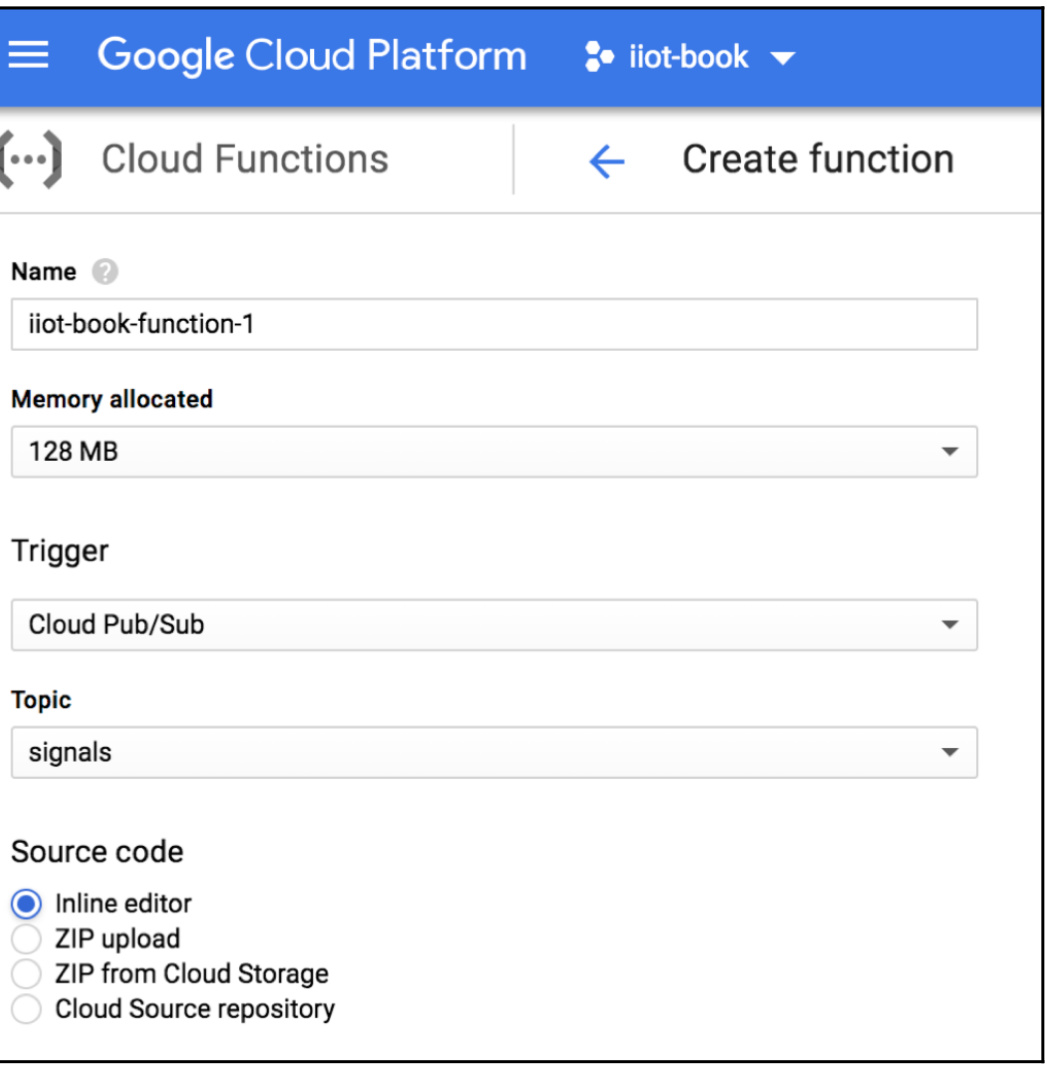 Google Cloud Platform iiot-book
Cloud Functions Create function
Name ?
iiot-book-function-1
Memory allocated
128 MB
Trigger
Cloud Pub/Sub
Topic
signals
Source code
Inline editor
ZIP upload
ZIP from Cloud Storage
Cloud Source repository